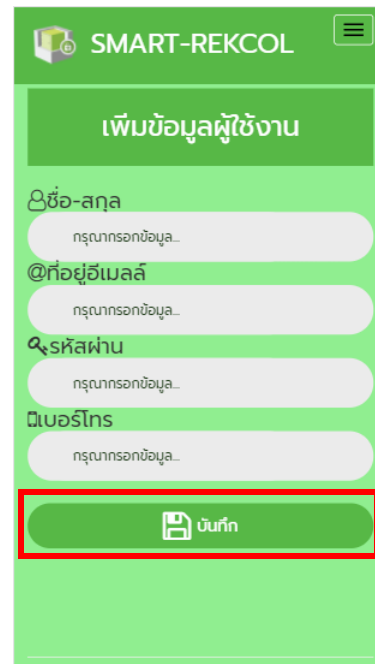 SMART-REKCOL
เพิ่มข้อมูลผู้ใช้งาน
ชื่อ-สกุล
กรุณากรอกข้อมูล...
@ที่อยู่อีเมลล์
กรุณากรอกข้อมูล...
รหัสผ่าน
กรุณากรอกข้อมูล...
เบอร์โทร
กรุณากรอกข้อมูล...
บันทึก